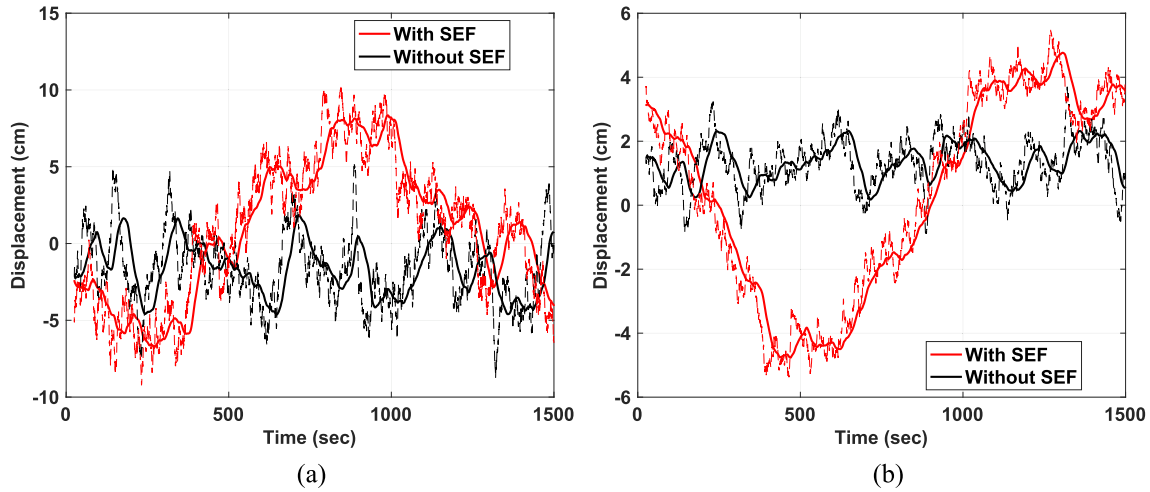 15
10
5
0
-5
-10
Displacement (cm)
With SEF
Without SEF
0
500
1000
1500
Time (sec)
(a)
6
4
2
0
-2
-4
-6
Displacement (cm)
With SEF
Without SEF
0
500
1000
1500
Time (sec)
(b)